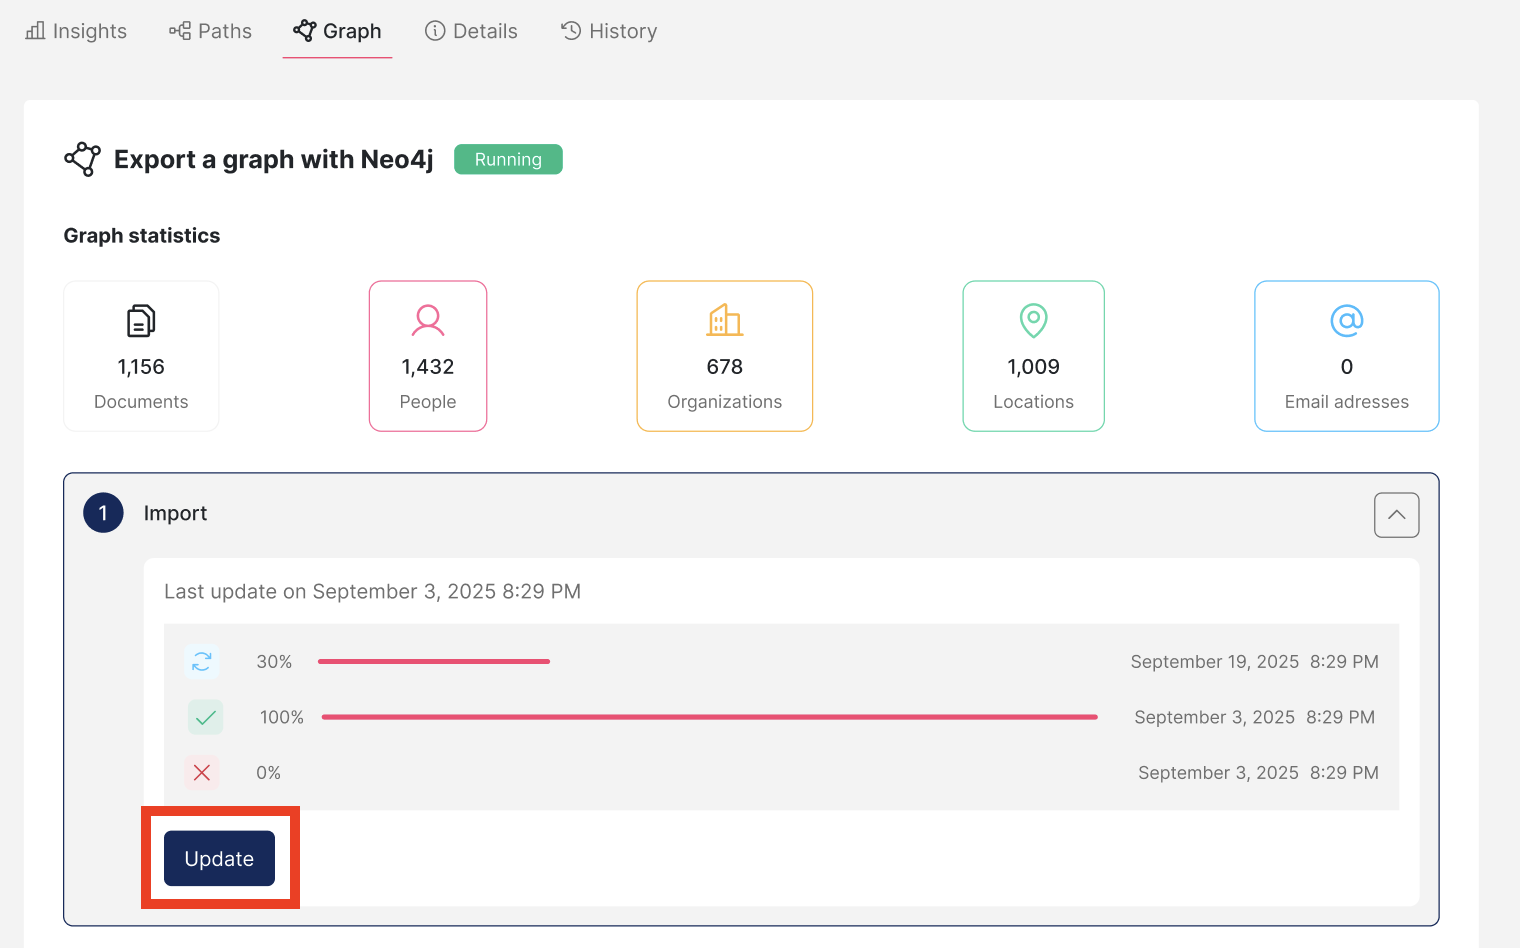 Insights
Paths
Graph
Details
History
Export a graph with Neo4j
Running
Graph statistics
1,156
Documents
1,432
People
678
Organizations
1,009
Locations
0
Email adresses
1
Import
Last update on September 3, 2025 8:29 PM
30%
September 19, 2025 8:29 PM
100%
September 3, 2025 8:29 PM
0%
September 3, 2025 8:29 PM
Update